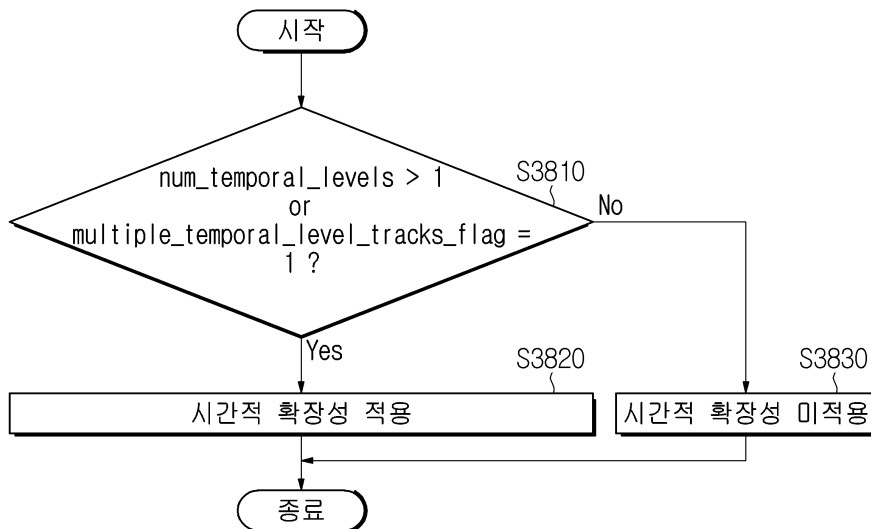 시작
S3810
num_temporal_levels > 1
or
multiple_temporal_level_tracks_flag =
1 ?
No
Yes
S3820
S3830
시간적 확장성 적용
시간적 확장성 미적용
종료